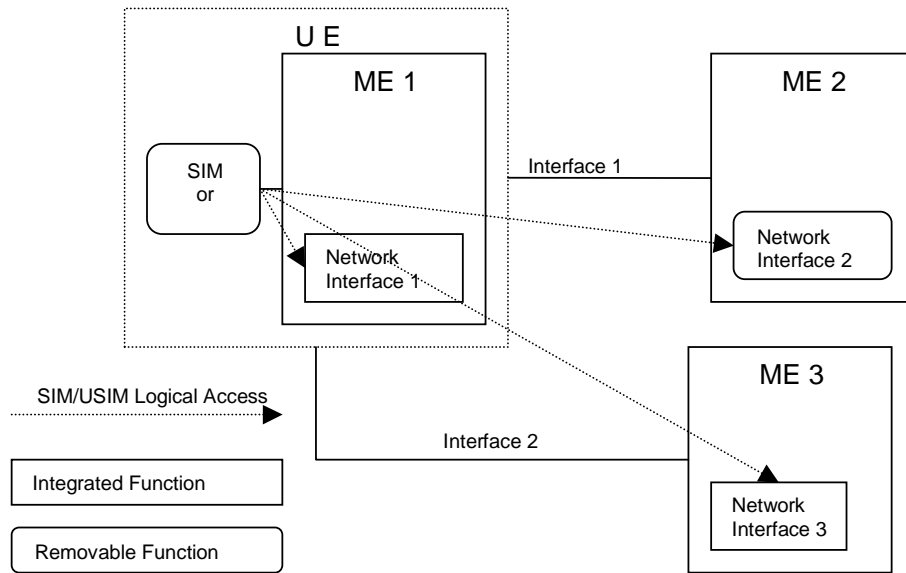 U E
ME 1
ME 2
SIM
or
Interface 1
Network
Interface 1
Network
Interface 2
ME 3
SIM/USIM Logical Access
Interface 2
Integrated Function
Network
Interface 3
Removable Function